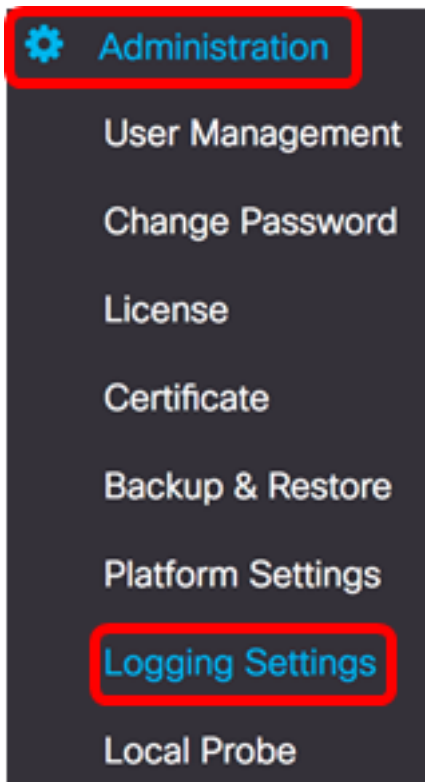 Administration
User Management
Change Password
License
Certificate
Backup & Restore
Platform Settings
Logging Settings
Local Probe